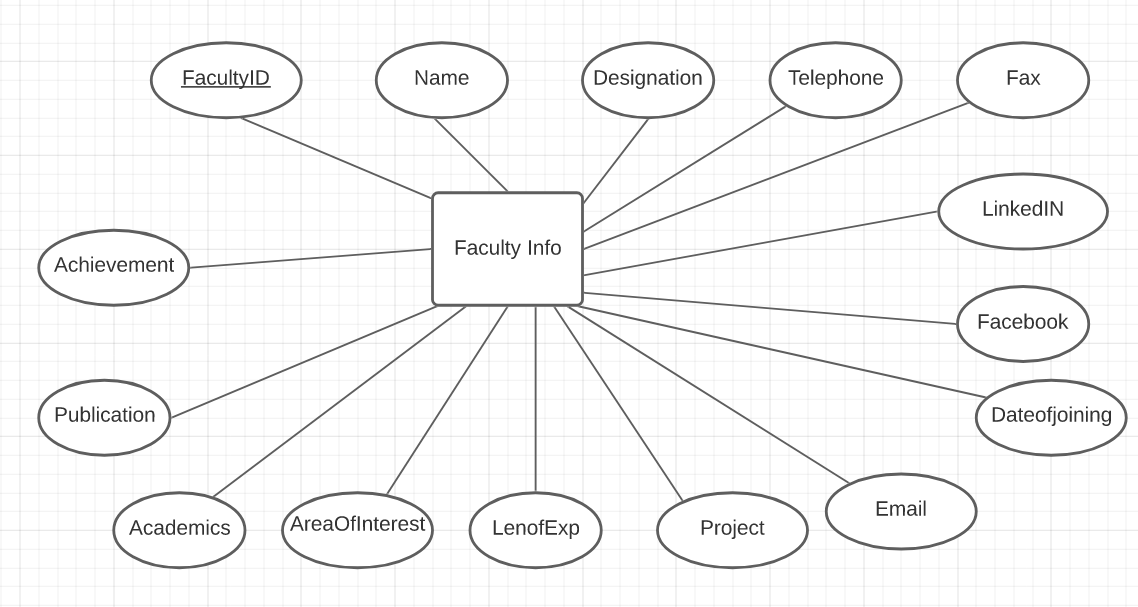 FacultyID
Name
Designation
Telephone
Fax
LinkedIN
Faculty Info
Achievement
Facebook
Publication
Dateofjoining
Academics
AreaOfInterest
LenofExp
Project
Email